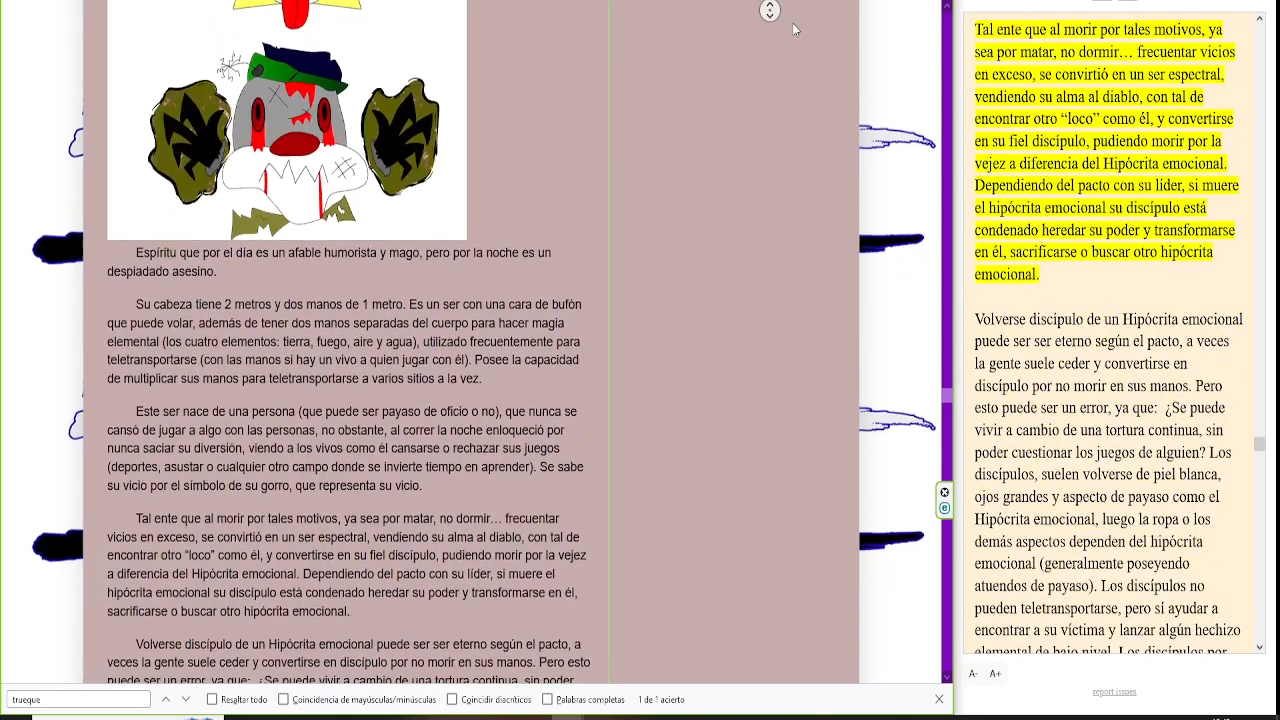 Espíritu que por el día es un afable humorista y mago, pero por la noche es un
despiadado asesino.
Su cabeza tiene 2 metros y dos manos de 1 metro. Es un ser con una cara de bufón
que puede volar, además de tener dos manos separadas del cuerpo para hacer magia
elemental (los cuatro elementos: tierra, fuego, aire y agua), utilizado frecuentemente para
teletransportarse (con las manos si hay un vivo a quien jugar con él). Posee la capacidad
de multiplicar sus manos para teletransportarse a varios sitios a la vez.
Este ser nace de una persona (que puede ser payaso de oficio o no), que nunca se
cansó de jugar a algo con las personas, no obstante, al correr la noche enloqueció por
nunca saciar su diversión, viendo a los vivos como él cansarse o rechazar sus juegos
(deportes, asustar o cualquier otro campo donde se invierte tiempo en aprender). Se sabe
su vicio por el símbolo de su gorro, que representa su vicio.
Tal ente que al morir por tales motivos, ya sea por matar, no dormir… frecuentar
vicios en exceso, se convirtió en un ser espectral, vendiendo su alma al diablo, con tal de
encontrar otro “loco” como él, y convertirse en su fiel discípulo, pudiendo morir por la vejez
a diferencia del Hipócrita emocional. Dependiendo del pacto con su líder, si muere el
hipócrita emocional su discípulo está condenado heredar su poder y transformarse en él,
sacrificarse o buscar otro hipócrita emocional.
Volverse discípulo de un Hipócrita emocional puede ser ser eterno según el pacto, a
veces la gente suele ceder y convertirse en discípulo por no morir en sus manos. Pero esto
puede ser un error, ya que: ¿Se puede vivir a cambio de una tortura continua, sin poder
trueque
Resaltar todo
Coincidencia de mayúsculas/minúsculas
Coincidir diacríticos
Palabras completas
1 de 1 acierto
Tal ente que al morir por tales motivos, ya
sea por matar, no dormir… frecuentar vicios
en exceso, se convirtió en un ser espectral,
vendiendo su alma al diablo, con tal de
encontrar otro “loco” como él, y convertirse
en su fiel discípulo, pudiendo morir por la
vejez a diferencia del Hipócrita emocional.
Dependiendo del pacto con su líder, si muere
el hipócrita emocional su discípulo está
condenado heredar su poder y transformarse
en él, sacrificarse o buscar otro hipócrita
emocional.
Volverse discípulo de un Hipócrita emocional
puede ser ser eterno según el pacto, a veces
la gente suele ceder y convertirse en
discípulo por no morir en sus manos. Pero
esto puede ser un error, ya que: ¿Se puede
vivir a cambio de una tortura continua, sin
poder cuestionar los juegos de alguien? Los
discípulos, suelen volverse de piel blanca,
ojos grandes y aspecto de payaso como el
Hipócrita emocional, luego la ropa o los
demás aspectos dependen del hipócrita
emocional (generalmente poseyendo
atuendos de payaso). Los discípulos no
pueden teletransportarse, pero sí ayudar a
encontrar a su víctima y lanzar algún hechizo
elemental de bajo nivel. Los discípulos por
A- A+
report issues